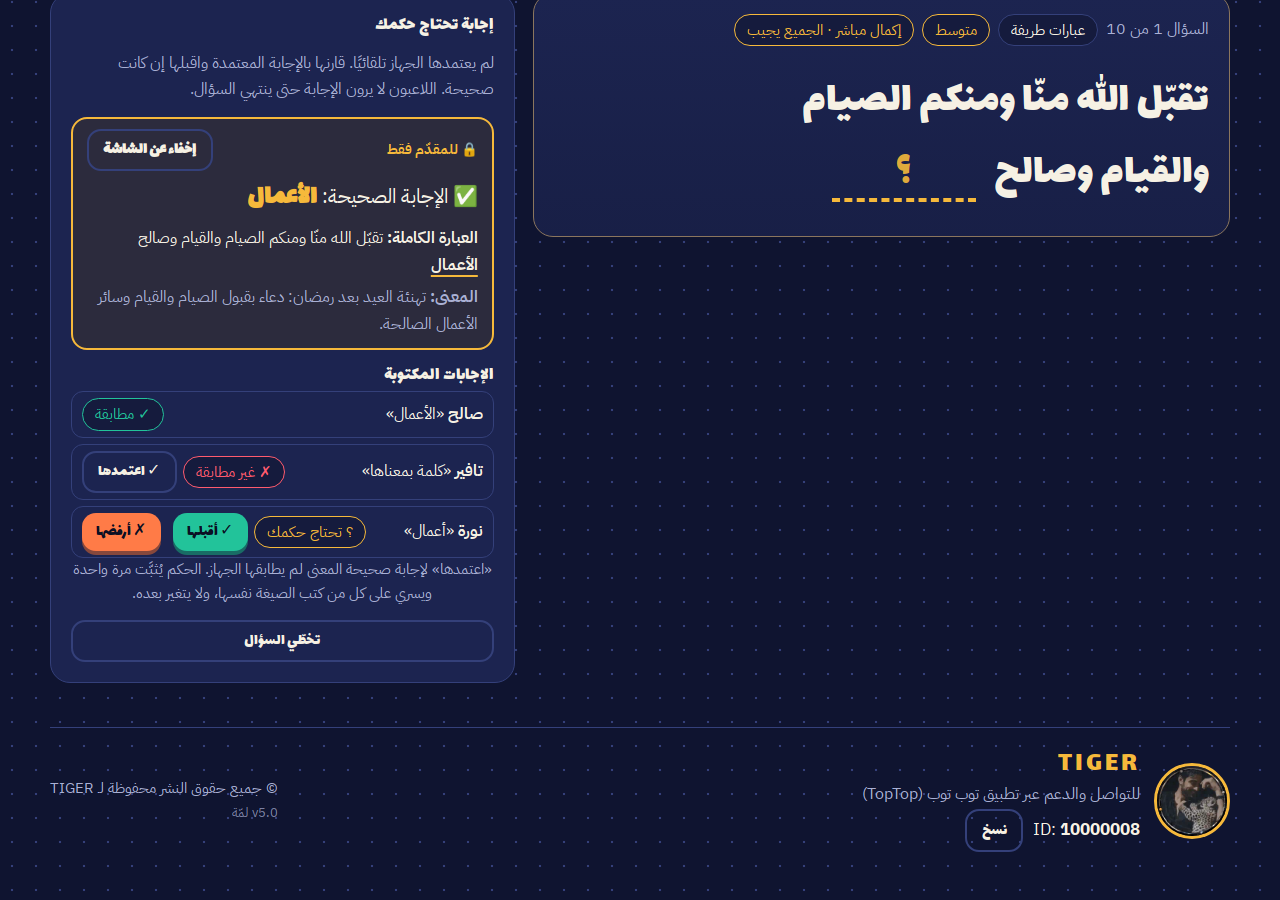 السؤال 1 من 10
عبارات طريفة
متوسط
إكمال مباشر · الجميع يجيب
تقبّل الله منّا ومنكم الصيام
والقيام وصالح ؟
إجابة تحتاج حكمك
لم يعتمدها الجهاز تلقائيًا. قارنها بالإجابة المعتمدة واقبلها إن كانت
صحيحة. اللاعبون لا يرون الإجابة حتى ينتهي السؤال.
🔒 للمقدّم فقط
إخفاء عن الشاشة
✅ الإجابة الصحيحة: الأعمال
العبارة الكاملة: تقبّل الله منّا ومنكم الصيام والقيام وصالح
الأعمال
المعنى: تهنئة العيد بعد رمضان: دعاء بقبول الصيام والقيام وسائر
الأعمال الصالحة.
الإجابات المكتوبة
صالح «الأعمال»
✓ مطابقة
تافير «كلمة بمعناها»
✗ غير مطابقة
✓ اعتمدها
نورة «أعمال»
؟ تحتاج حكمك
✓ أقبلها
✗ أرفضها
«اعتمدها» لإجابة صحيحة المعنى لم يطابقها الجهاز. الحكم يُثبَّت مرة واحدة
ويسري على كل من كتب الصيغة نفسها، ولا يتغير بعده.
تخطّي السؤال
TIGER
للتواصل والدعم عبر تطبيق توب توب (TopTop)
ID: 10000008
نسخ
© جميع حقوق النشر محفوظة لـ TIGER
لمّة v5.0